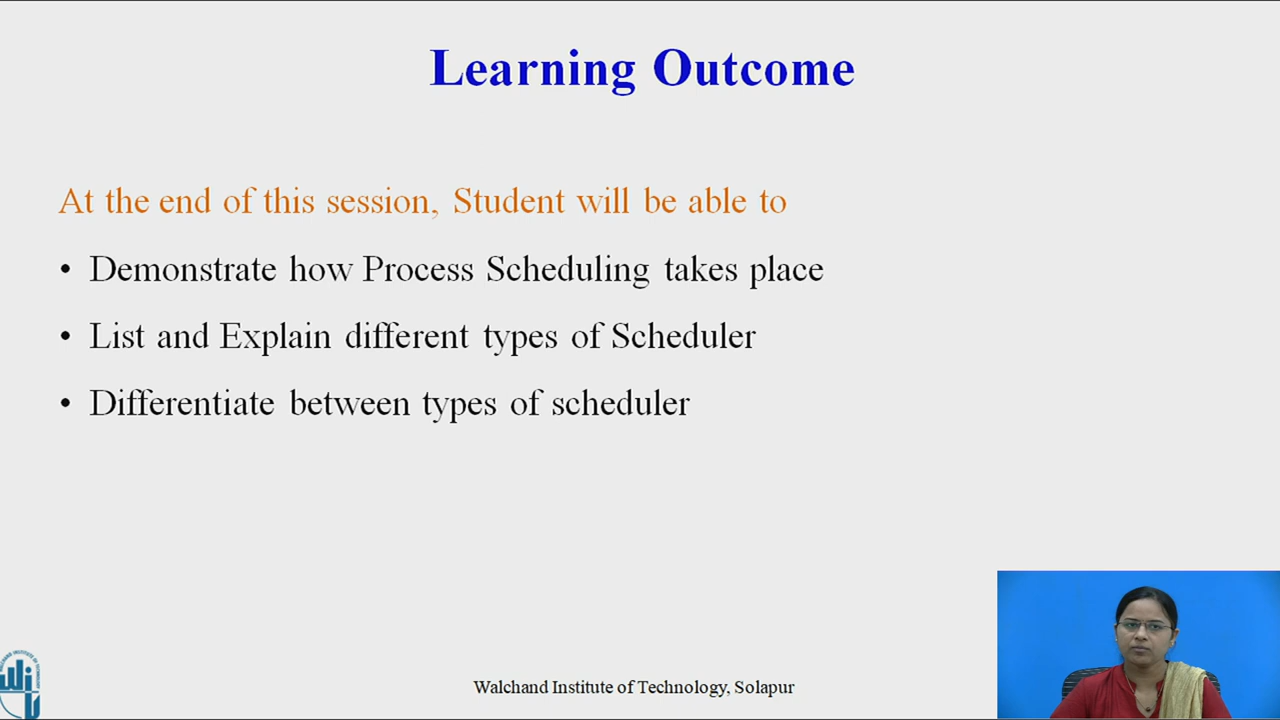 Learning Outcome
At the end of this session, Student will be able to
• Demonstrate how Process Scheduling takes place
• List and Explain different types of Scheduler
• Differentiate between types of scheduler
Walchand Institute of Technology, Solapur